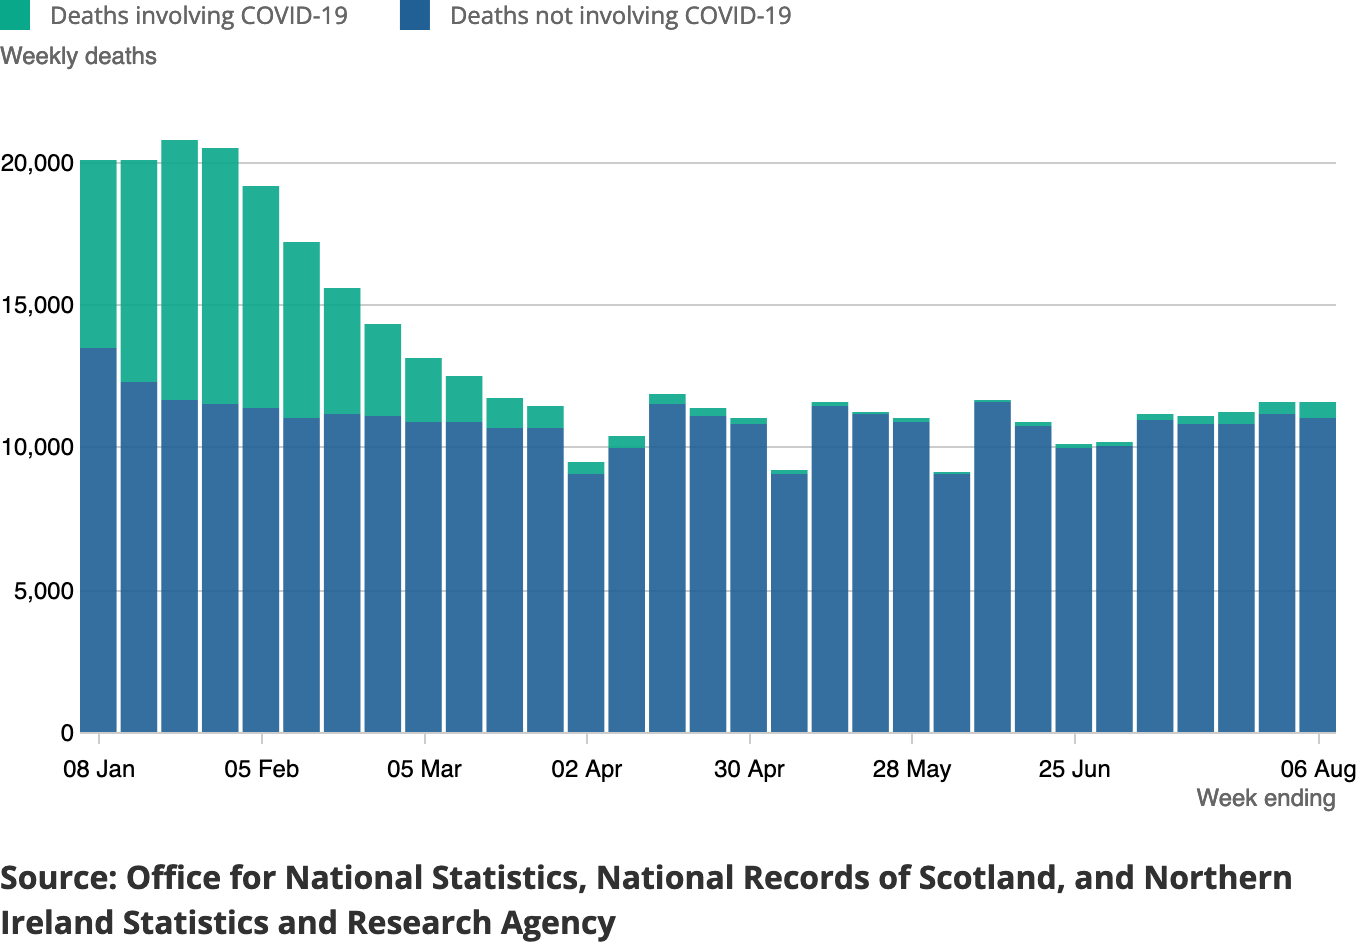 Deaths involving COVID-19 Deaths not involving COVID-19
Weekly deaths
20,000
15,000
10,000
5,000
0
08 Jan 05 Feb 05 Mar 02 Apr 30 Apr 28 May 25 Jun 06 Aug
Week ending
Source: Office for National Statistics, National Records of Scotland, and Northern
Ireland Statistics and Research Agency